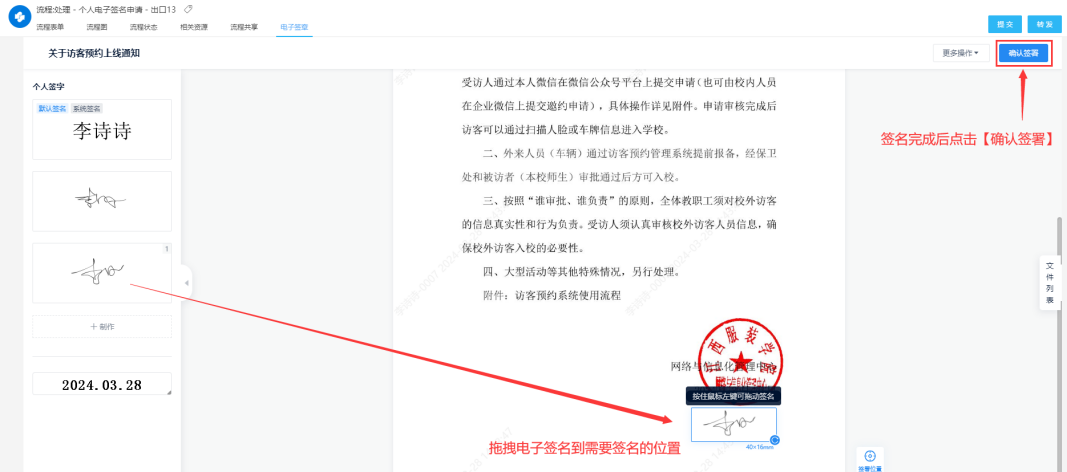 流程:处理 - 个人电子签名申请 - 出口13
流程表单 流程图 流程状态 相关资源 流程共享 电子签章
提 交 转 发
关于访客预约上线通知
更多操作 确认签署
个人签字
默认签名 系统签名
李诗诗
1
+ 制作
2024.03.28
受访人通过本人微信在微信公众号平台上提交申请（也可由校内人员
在企业微信上提交邀约申请），具体操作详见附件。申请审核完成后
访客可以通过扫描人脸或车牌信息进入学校。
二、外来人员（车辆）通过访客预约管理系统提前报备，经保卫
处和被访者（本校师生）审批通过后方可入校。
三、按照“谁审批、谁负责”的原则，全体教职工须对校外访客
的信息真实性和行为负责。受访人须认真审核校外访客人员信息，确
保校外访客入校的必要性。
四、大型活动等其他特殊情况，另行处理。
附件：访客预约系统使用流程
西服装学院
网络与信息化管理中心
按住鼠标左键可拖动签名
40×16mm
拖拽电子签名到需要签名的位置
签名完成后点击【确认签署】
文件列表
签署位置